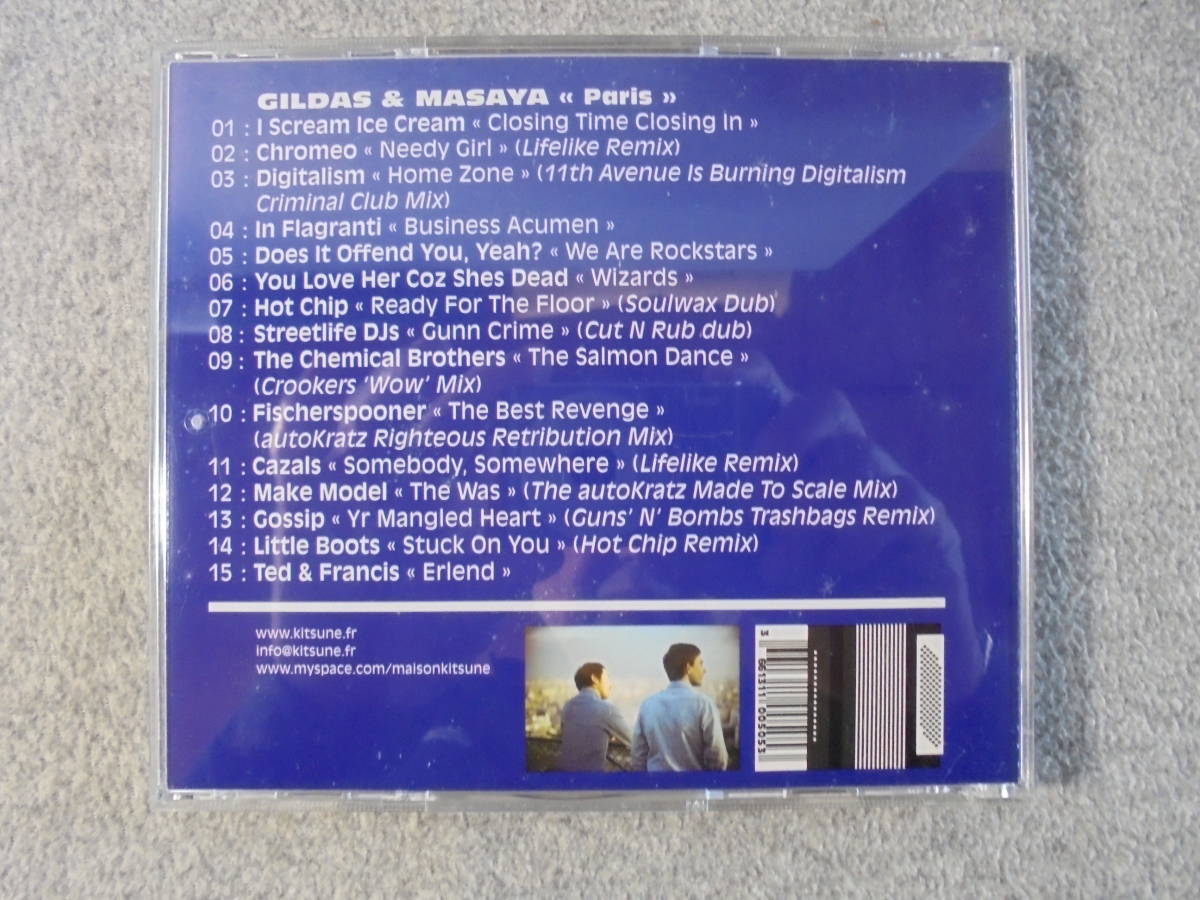 GILDAS & MASAYA « Paris »
01 : I Scream Ice Cream « Closing Time Closing In »
02 : Chromeo « Needy Girl » (Lifelike Remix)
03 : Digitalism « Home Zone » (11th Avenue Is Burning Digitalism
Criminal Club Mix)
04 : In Flagranti « Business Acumen »
05 : Does It Offend You, Yeah? « We Are Rockstars »
06 : You Love Her Coz Shes Dead « Wizards »
07 : Hot Chip « Ready For The Floor » (Soulwax Dub)
08 : Streetlife DJs « Gunn Crime » (Cut N Rub dub)
09 : The Chemical Brothers « The Salmon Dance »
(Crookers 'Wow' Mix)
10 : Fischerspooner « The Best Revenge »
(autoKratz Righteous Retribution Mix)
11 : Cazals « Somebody, Somewhere » (Lifelike Remix)
12 : Make Model « The Was » (The autoKratz Made To Scale Mix)
13 : Gossip « Yr Mangled Heart » (Guns' N' Bombs Trashbags Remix)
14 : Little Boots « Stuck On You » (Hot Chip Remix)
15 : Ted & Francis « Erlend »
www.kitsune.fr
info@kitsune.fr
www.myspace.com/maisonkitsune
3 661311 005053